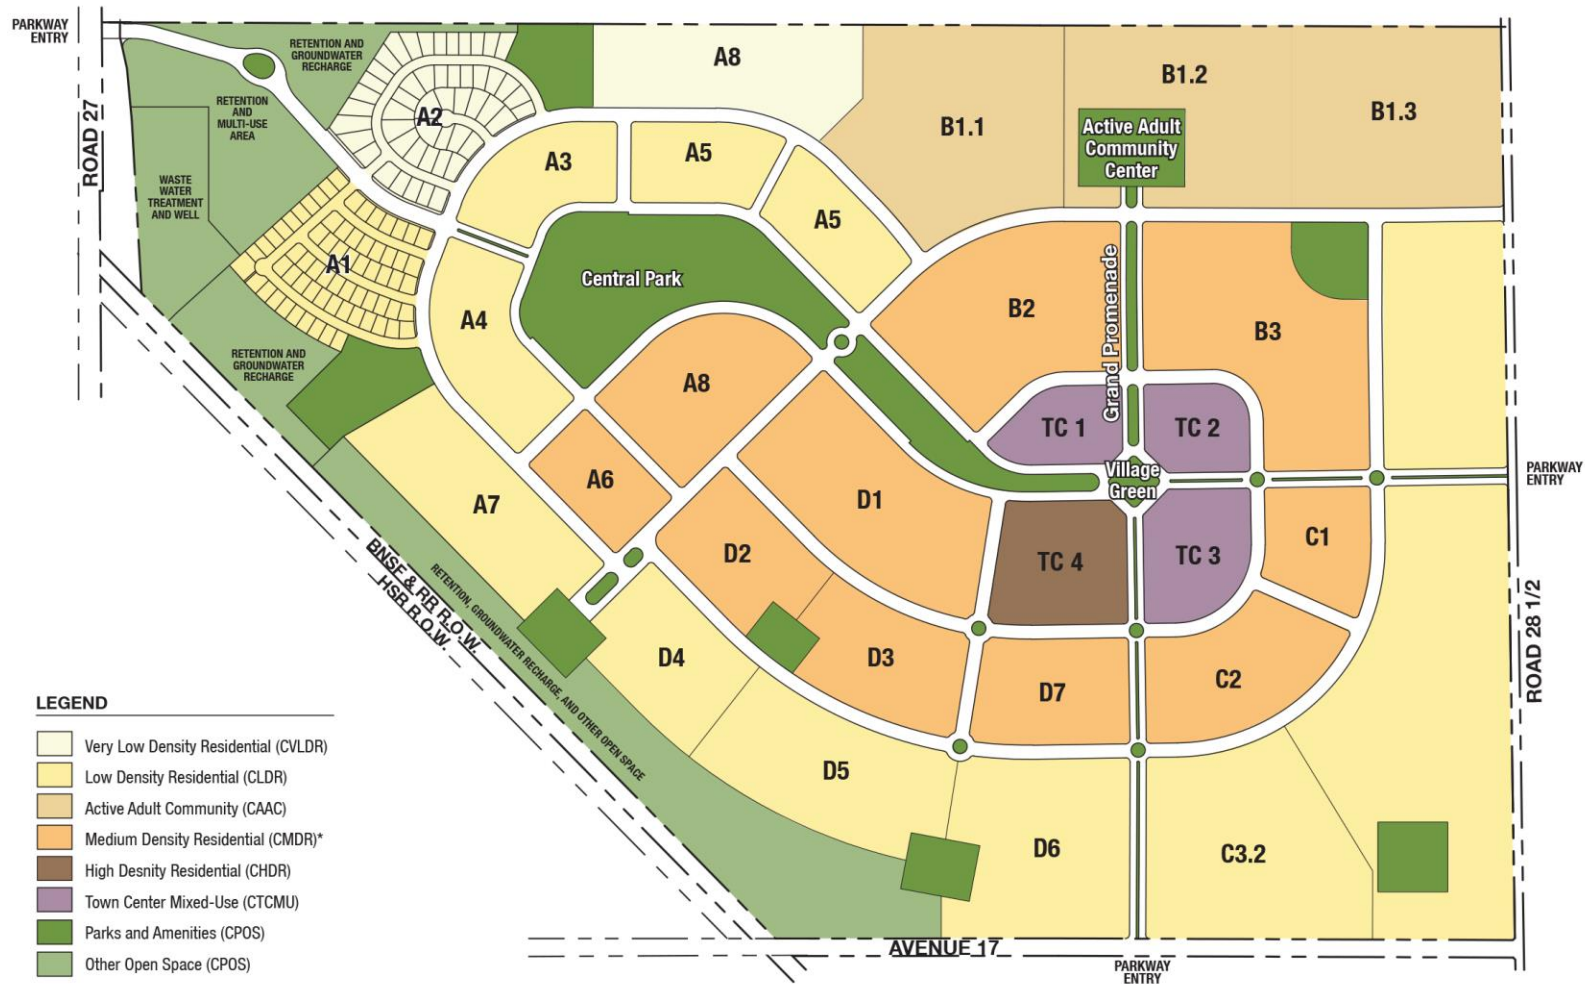 PARKWAY
ENTRY
ROAD 27
RETENTION AND
GROUNDWATER
RECHARGE
RETENTION
AND
MULTI-USE
AREA
WASTE
WATER
TREATMENT
AND WELL
RETENTION AND
GROUNDWATER
RECHARGE
A2
A1
A3
A5
A5
A8
A4
Central Park
A8
A6
A7
B1.1
B1.2
B1.3
Active Adult
Community
Center
Grand Promenade
B2
B3
TC 1
TC 2
Village
Green
TC 4
TC 3
PARKWAY
ENTRY
C1
C2
D1
D2
D3
D7
D4
D5
D6
C3.2
ROAD 28 1/2
BNSF & RR R.O.W.
HSR R.O.W.
RETENTION, GROUNDWATER RECHARGE, AND OTHER OPEN SPACE
AVENUE 17
PARKWAY
ENTRY
LEGEND
Very Low Density Residential (CVLDR)
Low Density Residential (CLDR)
Active Adult Community (CAAC)
Medium Density Residential (CMDR)*
High Desnity Residential (CHDR)
Town Center Mixed-Use (CTCMU)
Parks and Amenities (CPOS)
Other Open Space (CPOS)